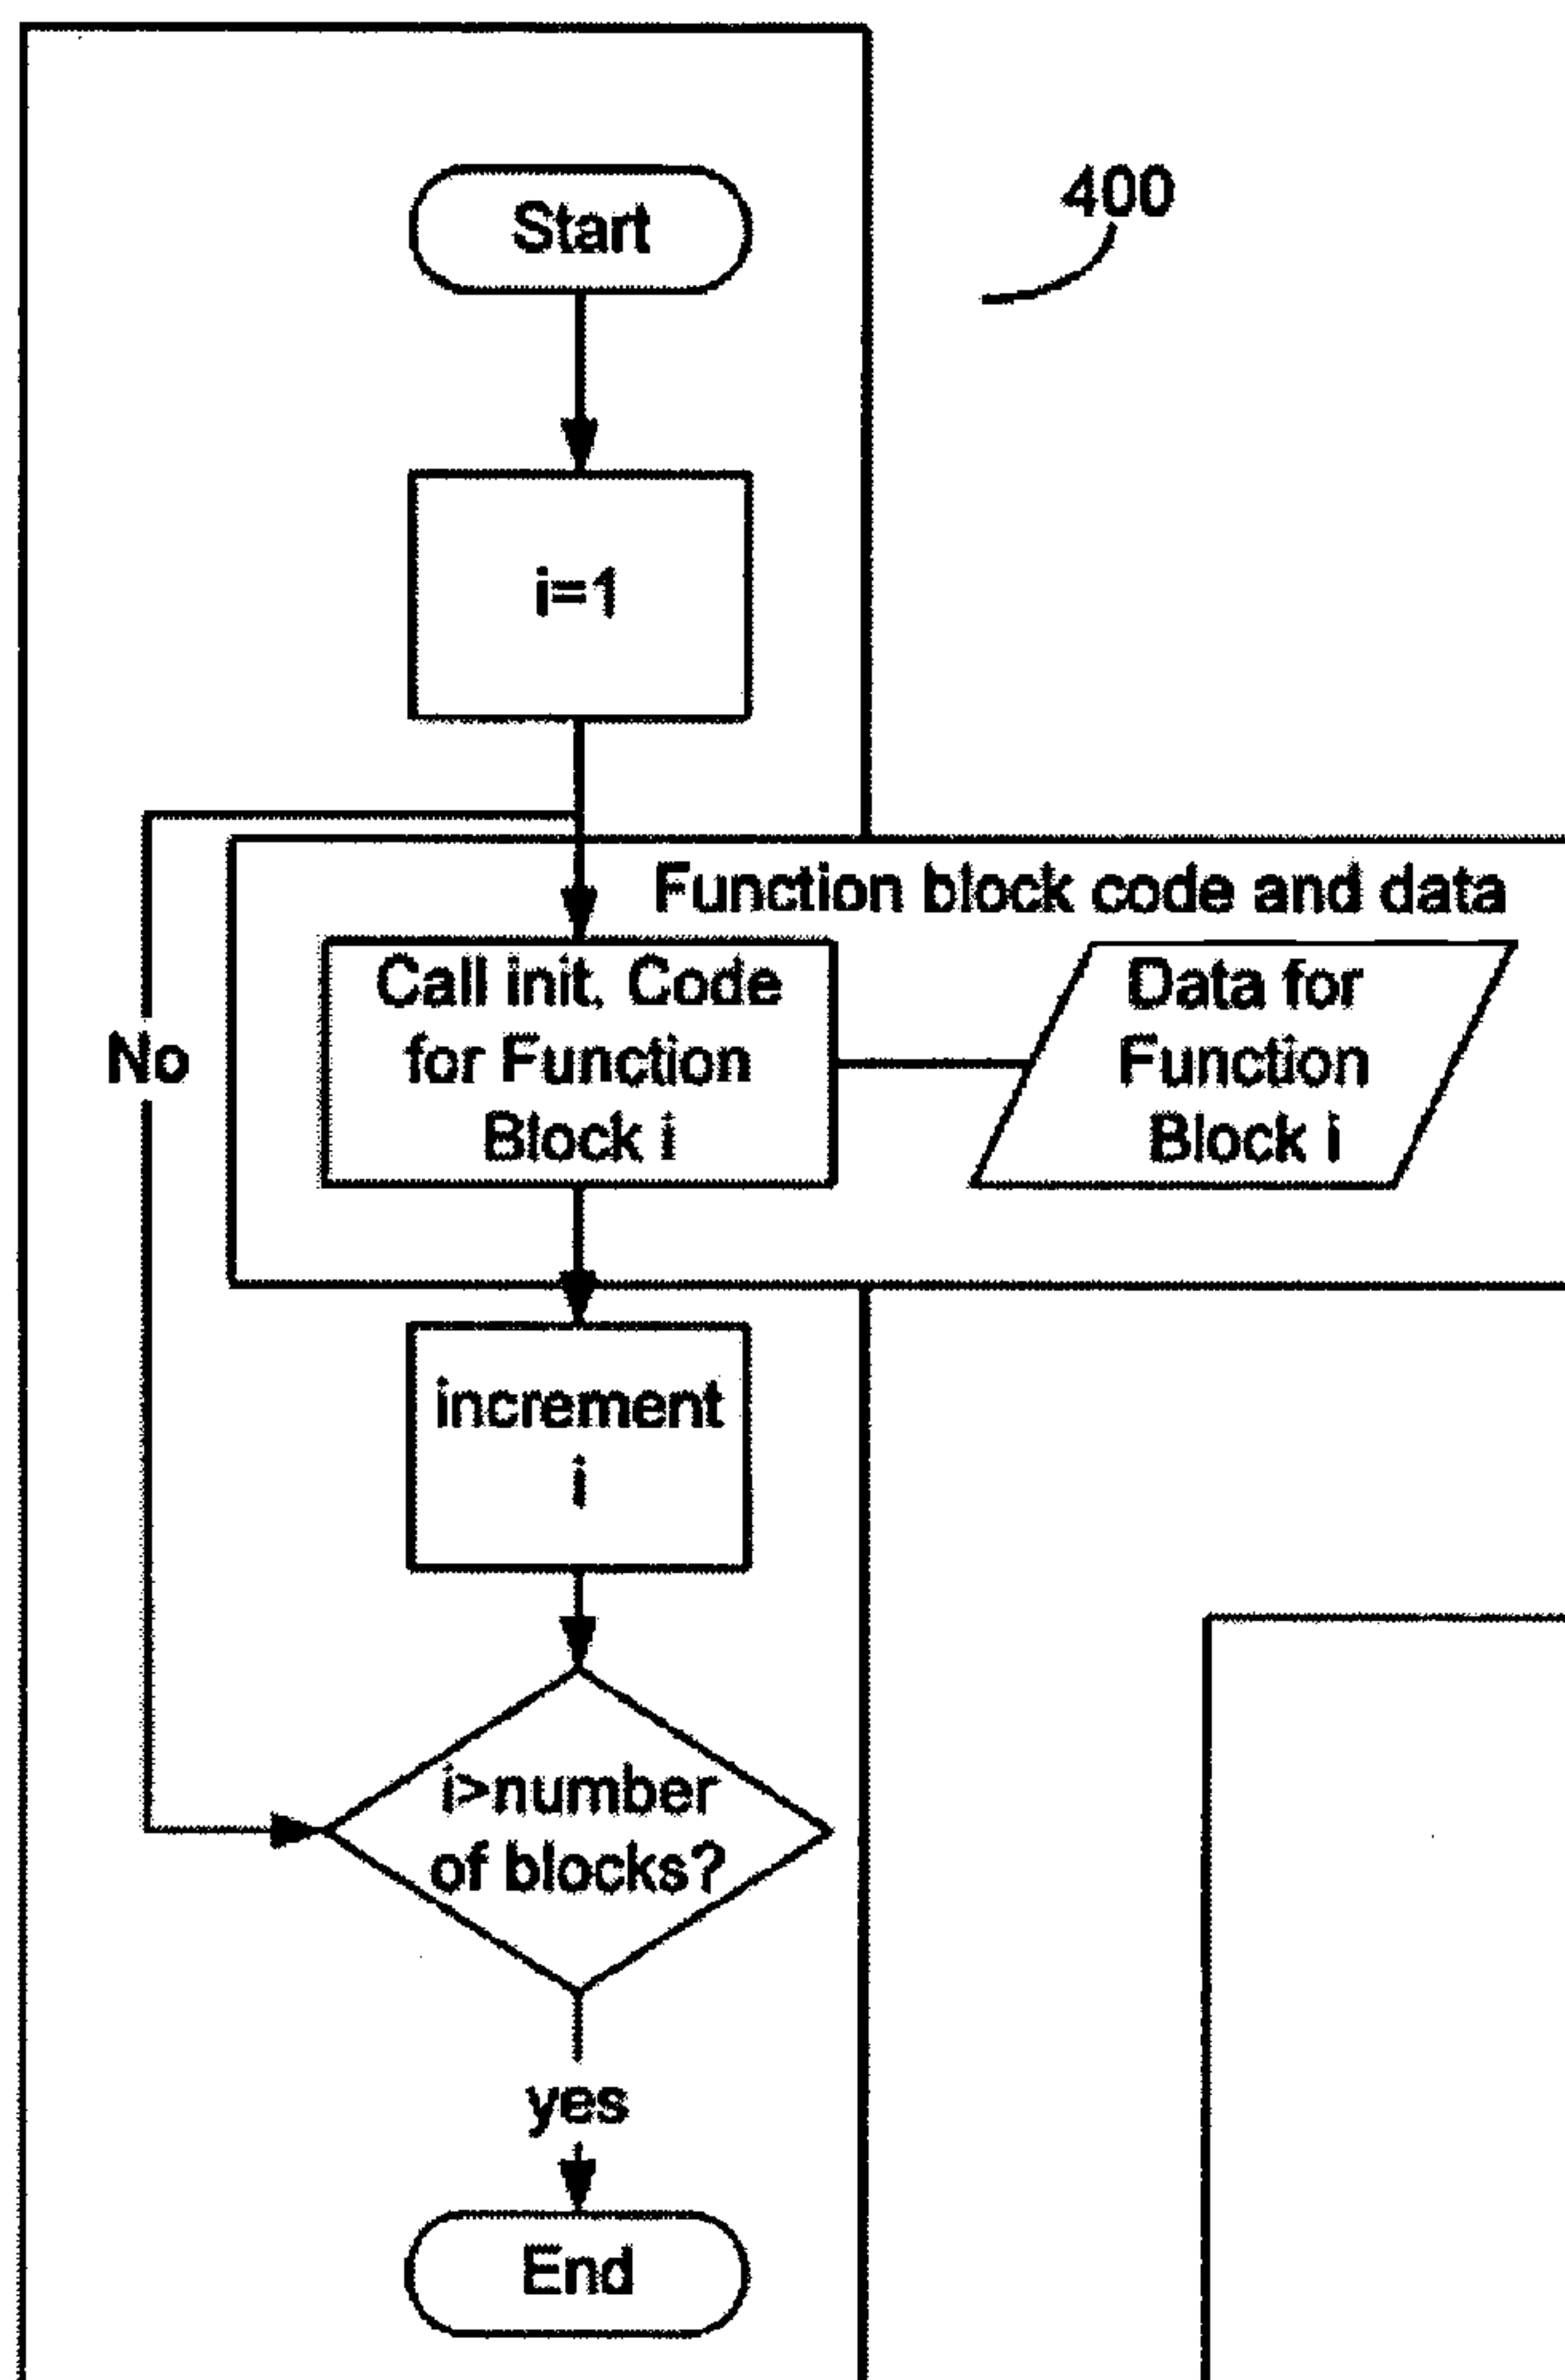 Start
400
i=1
Function block code and data
Call init. Code
for Function
Block i
Data for
Function
Block i
No
increment
i
i>number
of blocks?
yes
End